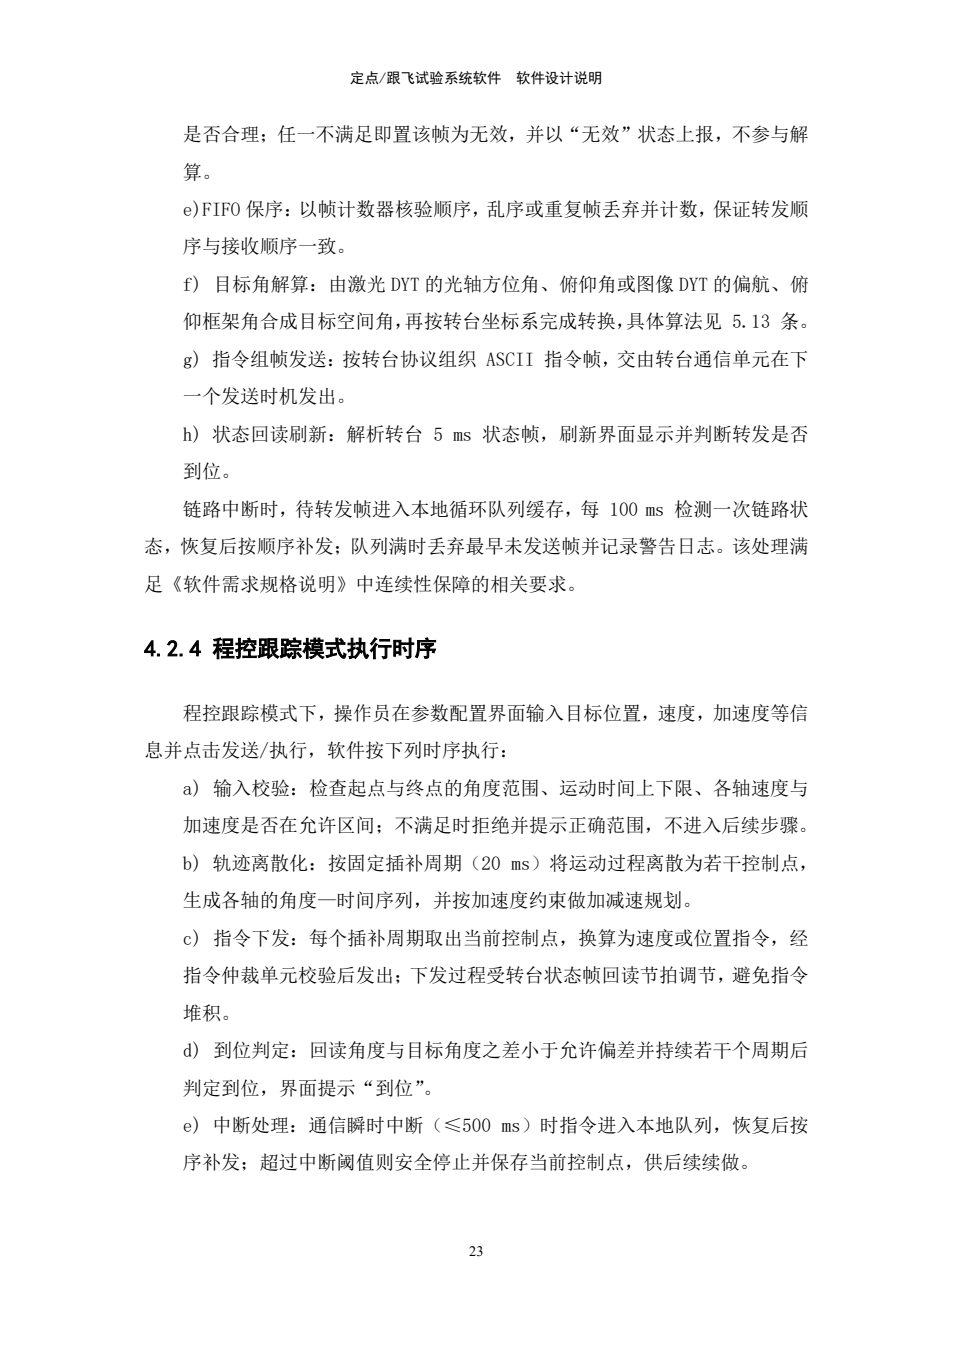 定点/跟飞试验系统软件　软件设计说明
是否合理；任一不满足即置该帧为无效，并以“无效”状态上报，不参与解
算。
e)FIFO 保序：以帧计数器核验顺序，乱序或重复帧丢弃并计数，保证转发顺
序与接收顺序一致。
f) 目标角解算：由激光 DYT 的光轴方位角、俯仰角或图像 DYT 的偏航、俯
仰框架角合成目标空间角，再按转台坐标系完成转换，具体算法见 5.13 条。
g) 指令组帧发送：按转台协议组织 ASCII 指令帧，交由转台通信单元在下
一个发送时机发出。
h) 状态回读刷新：解析转台 5 ms 状态帧，刷新界面显示并判断转发是否
到位。
链路中断时，待转发帧进入本地循环队列缓存，每 100 ms 检测一次链路状
态，恢复后按顺序补发；队列满时丢弃最早未发送帧并记录警告日志。该处理满
足《软件需求规格说明》中连续性保障的相关要求。
4.2.4 程控跟踪模式执行时序
程控跟踪模式下，操作员在参数配置界面输入目标位置，速度，加速度等信
息并点击发送/执行，软件按下列时序执行：
a) 输入校验：检查起点与终点的角度范围、运动时间上下限、各轴速度与
加速度是否在允许区间；不满足时拒绝并提示正确范围，不进入后续步骤。
b) 轨迹离散化：按固定插补周期（20 ms）将运动过程离散为若干控制点，
生成各轴的角度—时间序列，并按加速度约束做加减速规划。
c) 指令下发：每个插补周期取出当前控制点，换算为速度或位置指令，经
指令仲裁单元校验后发出；下发过程受转台状态帧回读节拍调节，避免指令
堆积。
d) 到位判定：回读角度与目标角度之差小于允许偏差并持续若干个周期后
判定到位，界面提示“到位”。
e) 中断处理：通信瞬时中断（≤500 ms）时指令进入本地队列，恢复后按
序补发；超过中断阈值则安全停止并保存当前控制点，供后续续做。
23